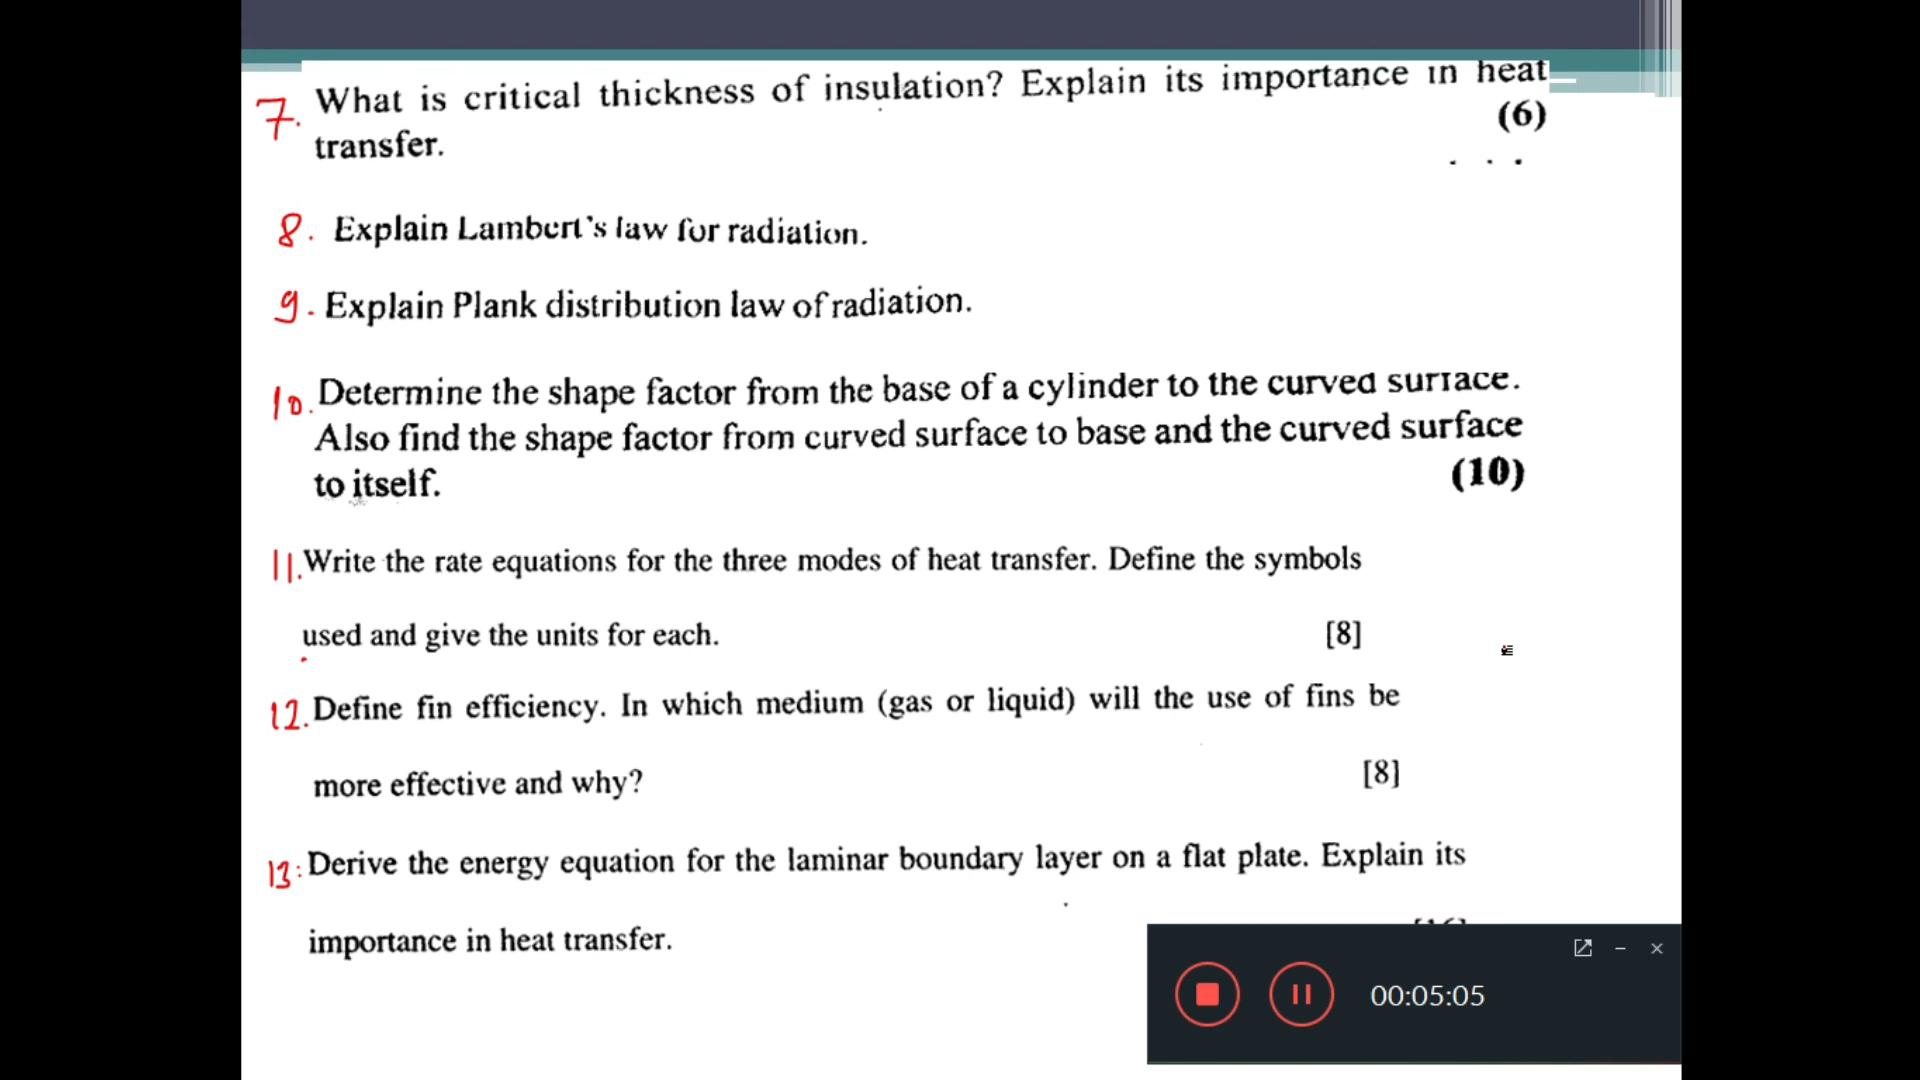 7. What is critical thickness of insulation? Explain its importance in heat
(6)
transfer.
8. Explain Lambert's law for radiation.
9. Explain Plank distribution law of radiation.
10. Determine the shape factor from the base of a cylinder to the curved surface.
Also find the shape factor from curved surface to base and the curved surface
to itself. (10)
11. Write the rate equations for the three modes of heat transfer. Define the symbols
used and give the units for each. [8]
12. Define fin efficiency. In which medium (gas or liquid) will the use of fins be
more effective and why? [8]
13. Derive the energy equation for the laminar boundary layer on a flat plate. Explain its
importance in heat transfer.
00:05:05